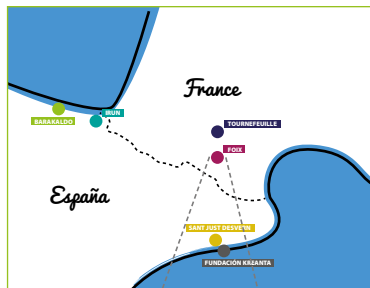 France
IRUN
BARAKALDO
TOURNEFEUILLE
FOIX
España
SANT JUST DESVERN
FUNDACIÓN KREANTA